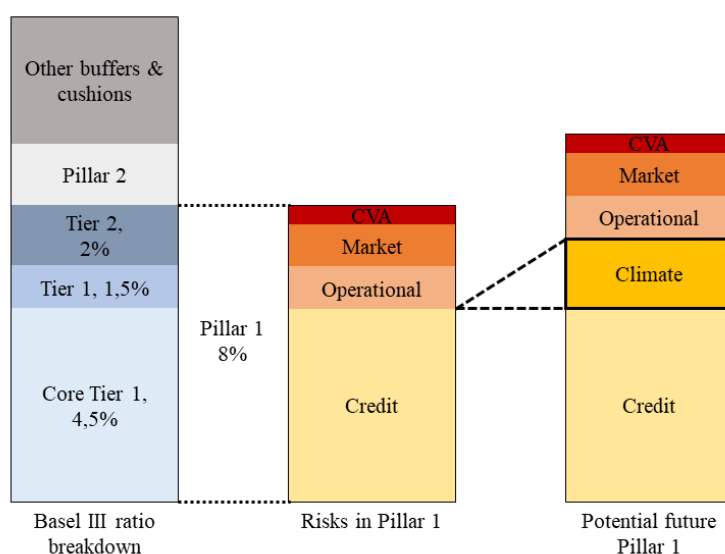 Other buffers &
cushions
Pillar 2
Tier 2,
2%
Tier 1, 1,5%
Core Tier 1,
4,5%
Basel III ratio
breakdown
Pillar 1
8%
CVA
Market
Operational
Credit
Risks in Pillar 1
CVA
Market
Operational
Climate
Credit
Potential future
Pillar 1